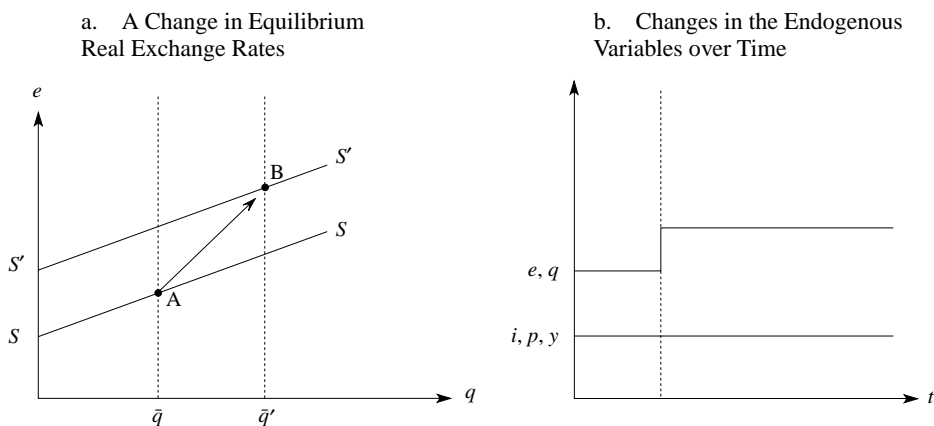 a. A Change in Equilibrium
Real Exchange Rates
e
S′
B
S
S′
A
S
q
q̄
q̄′
b. Changes in the Endogenous
Variables over Time
e, q
i, p, y
t